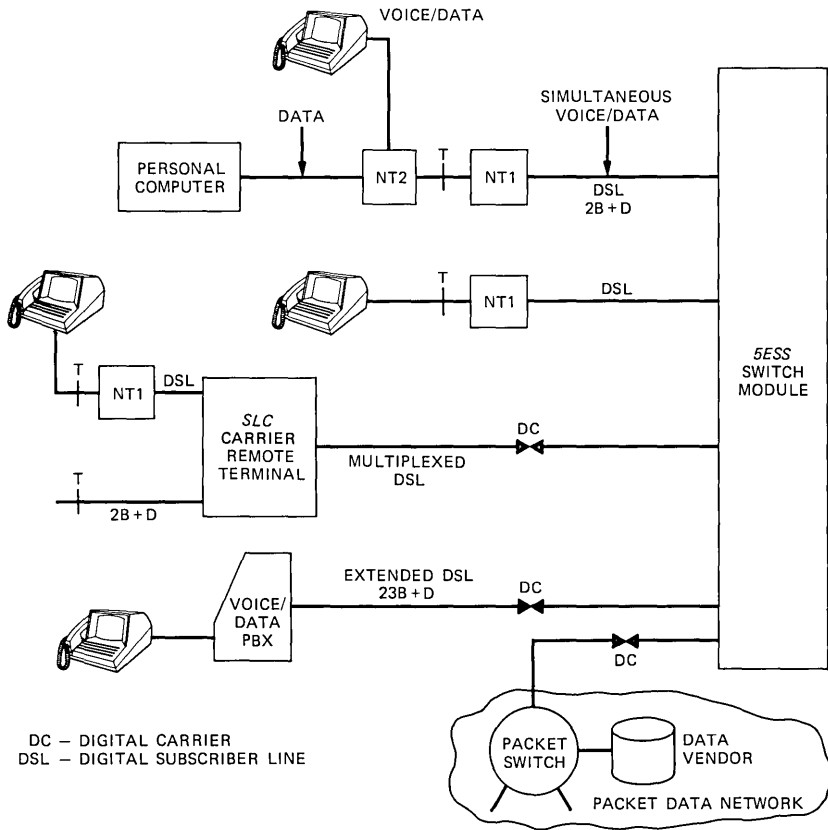 VOICE/DATA
SIMULTANEOUS
VOICE/DATA
DATA
PERSONAL
COMPUTER
NT2
T
NT1
DSL
2B + D
T
NT1
DSL
5ESS
SWITCH
MODULE
T
NT1
DSL
SLC
CARRIER
REMOTE
TERMINAL
DC
MULTIPLEXED
DSL
T
2B + D
EXTENDED DSL
23B + D
DC
VOICE/
DATA
PBX
DC
DC – DIGITAL CARRIER
DSL – DIGITAL SUBSCRIBER LINE
PACKET
SWITCH
DATA
VENDOR
PACKET DATA NETWORK